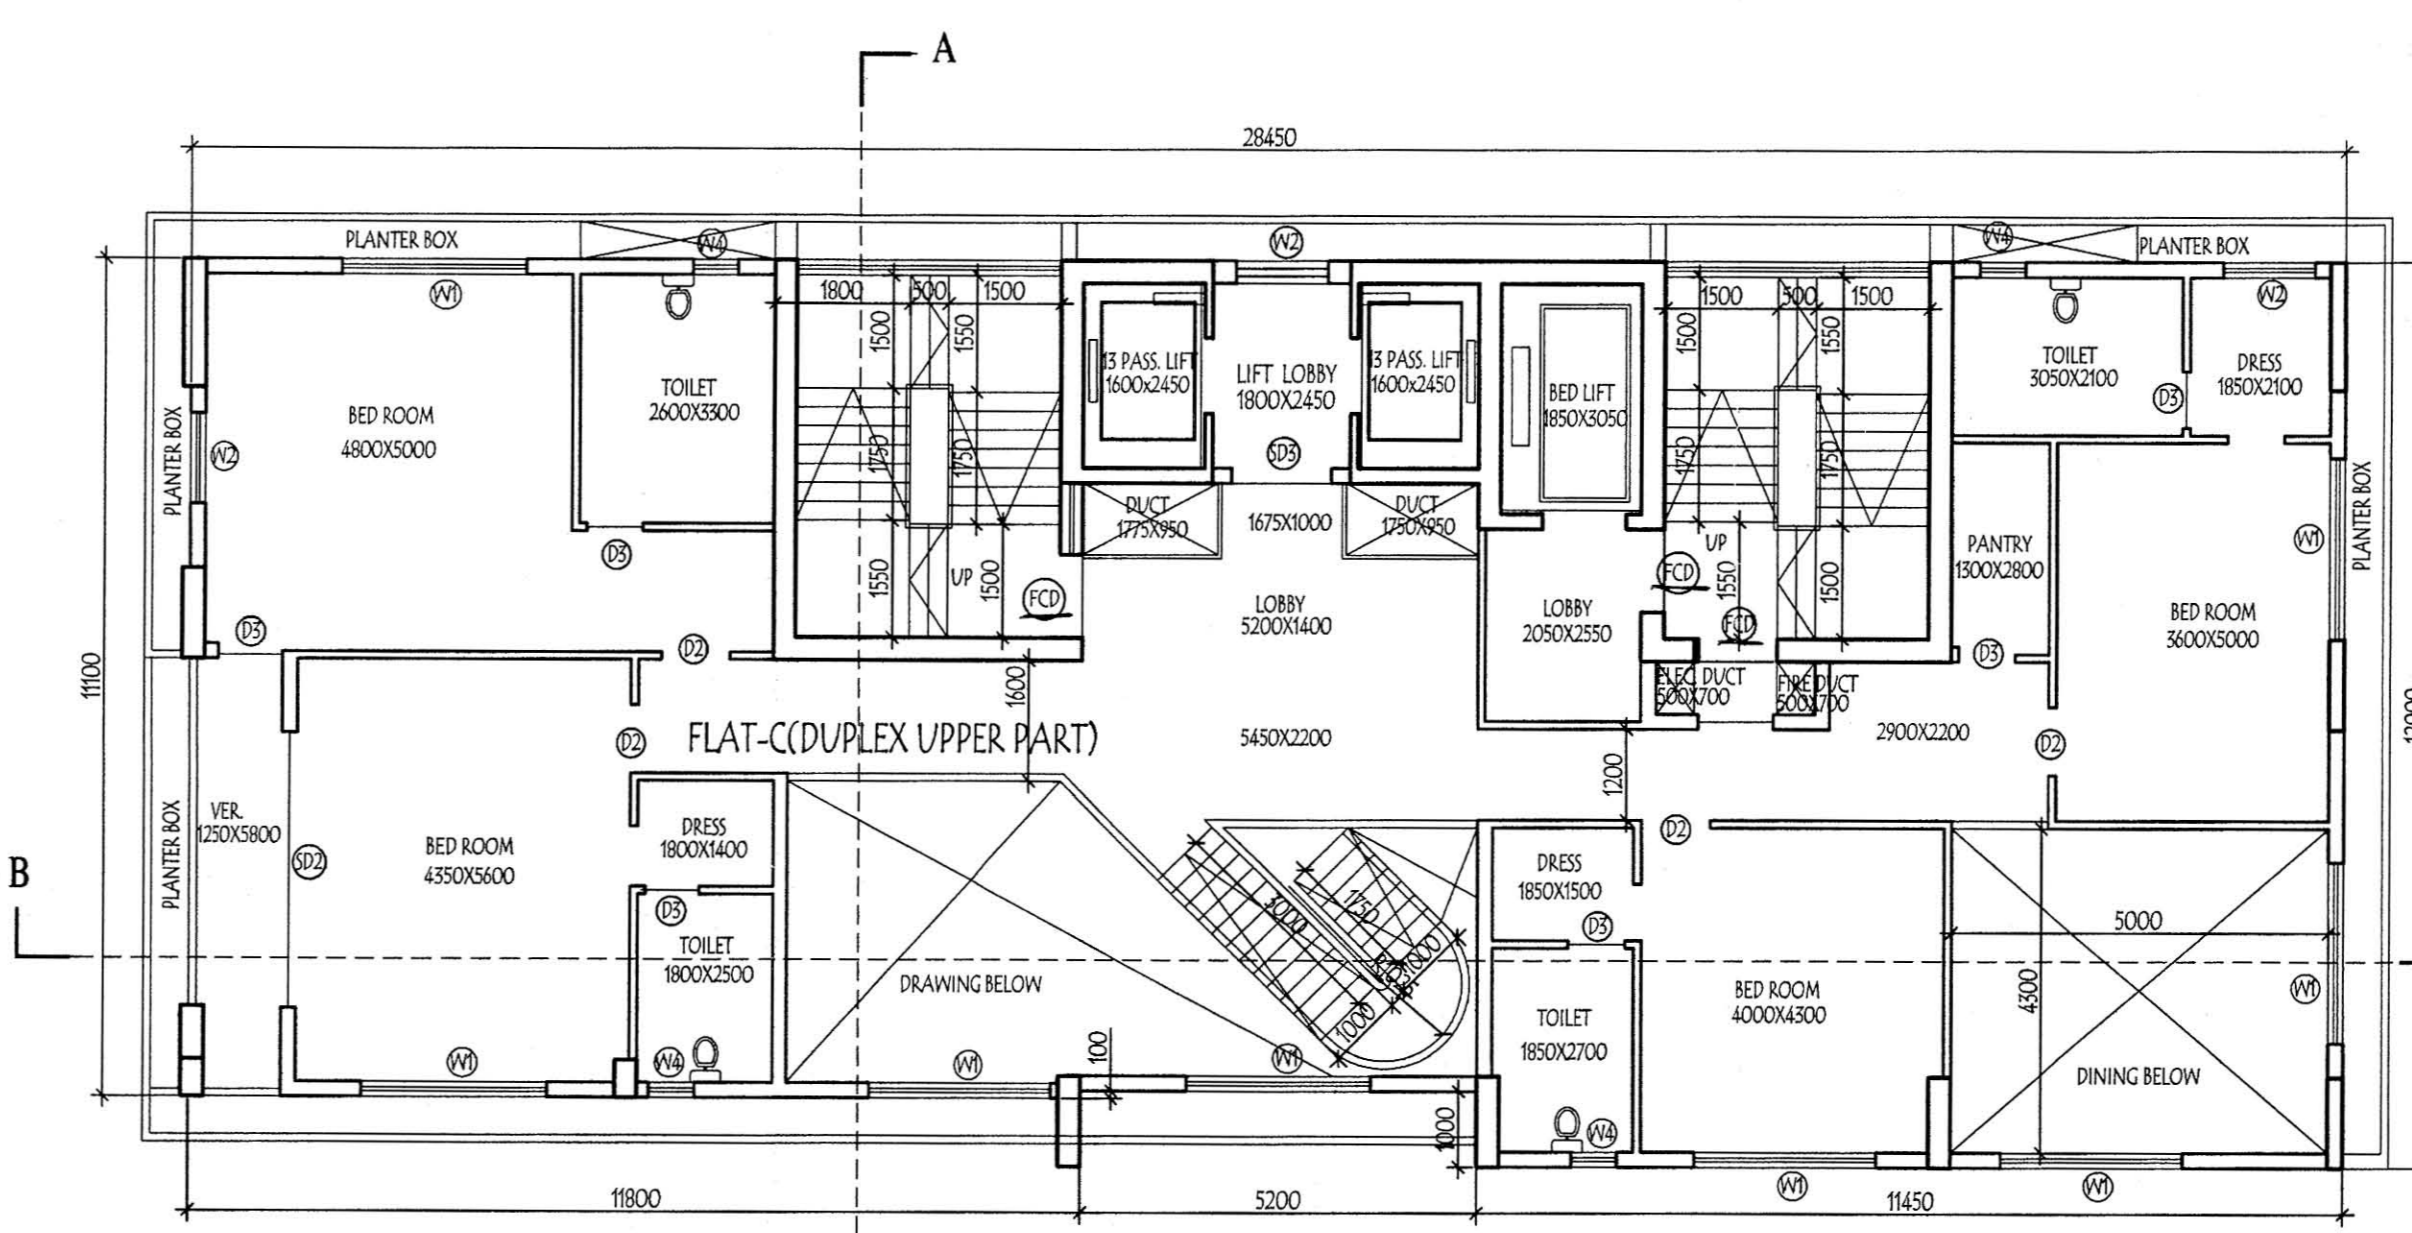 A
28450
PLANTER BOX
W4
W2
W4
PLANTER BOX
W1
1800
500
1500
1500
500
1500
W2
1500
1550
1500
1550
BED ROOM
4800X5000
TOILET
2600X3300
13 PASS. LIFT
1600x2450
LIFT LOBBY
1800X2450
13 PASS. LIFT
1600x2450
BED LIFT
1850X3050
TOILET
3050X2100
DRESS
1850X2100
D3
PLANTER BOX
W2
1750
1750
SD3
1750
1750
PLANTER BOX
DUCT
1775X950
1675X1000
DUCT
1750X950
W1
D3
1550
UP
1500
FCD
FCD
UP
1550
1500
PANTRY
1300X2800
LOBBY
5200X1400
LOBBY
2050X2550
FCD
BED ROOM
3600X5000
D3
D2
D3
11100
1600
ELEC DUCT
500X700
FIRE DUCT
500X700
D2
FLAT-C(DUPLEX UPPER PART)
5450X2200
2900X2200
D2
1200
PLANTER BOX
VER.
1250X5800
SD2
BED ROOM
4350X5600
DRESS
1800X1400
D2
B
DRESS
1850X1500
D3
3000
1750
D3
5000
TOILET
1800X2500
DRAWING BELOW
1000
1000
BED ROOM
4000X4300
4300
W1
TOILET
1850X2700
W1
W4
W1
100
W1
DINING BELOW
1000
W4
W1
W1
11800
5200
11450